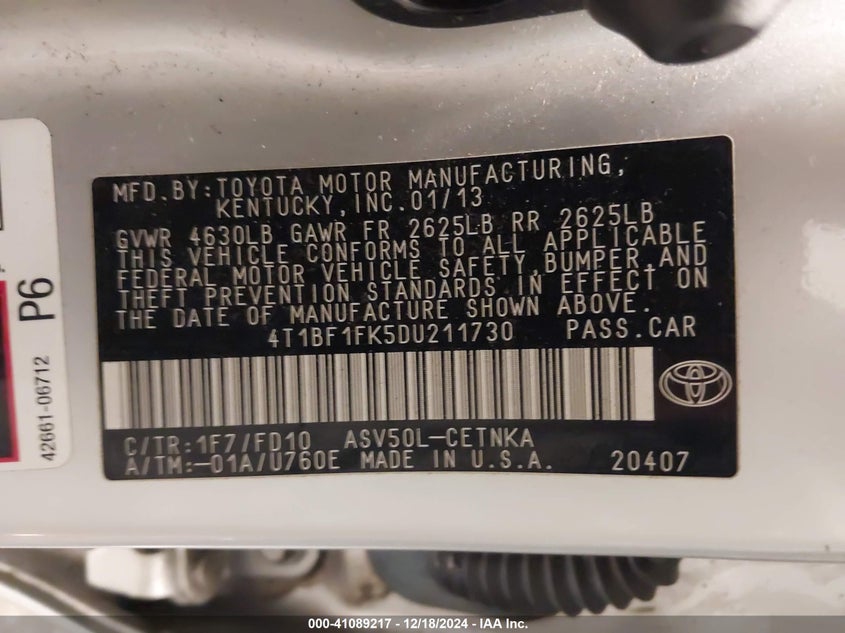 MFD.BY:TOYOTA MOTOR MANUFACTURING,
KENTUCKY,INC.01/13
GVWR 4630LB GAWR FR 2625LB RR 2625LB
THIS VEHICLE CONFORMS TO ALL APPLICABLE
FEDERAL MOTOR VEHICLE SAFETY,BUMPER,AND
THEFT PREVENTION STANDARDS IN EFFECT ON
THE DATE OF MANUFACTURE SHOWN ABOVE.
4T1BF1FK5DU211730 PASS.CAR
C/TR:1F7/FD10 ASV50L-CETNKA
A/TM:-01A/U760E MADE IN U.S.A. 20407
P6
42661-06712
000-41089217 - 12/18/2024 - IAA Inc.